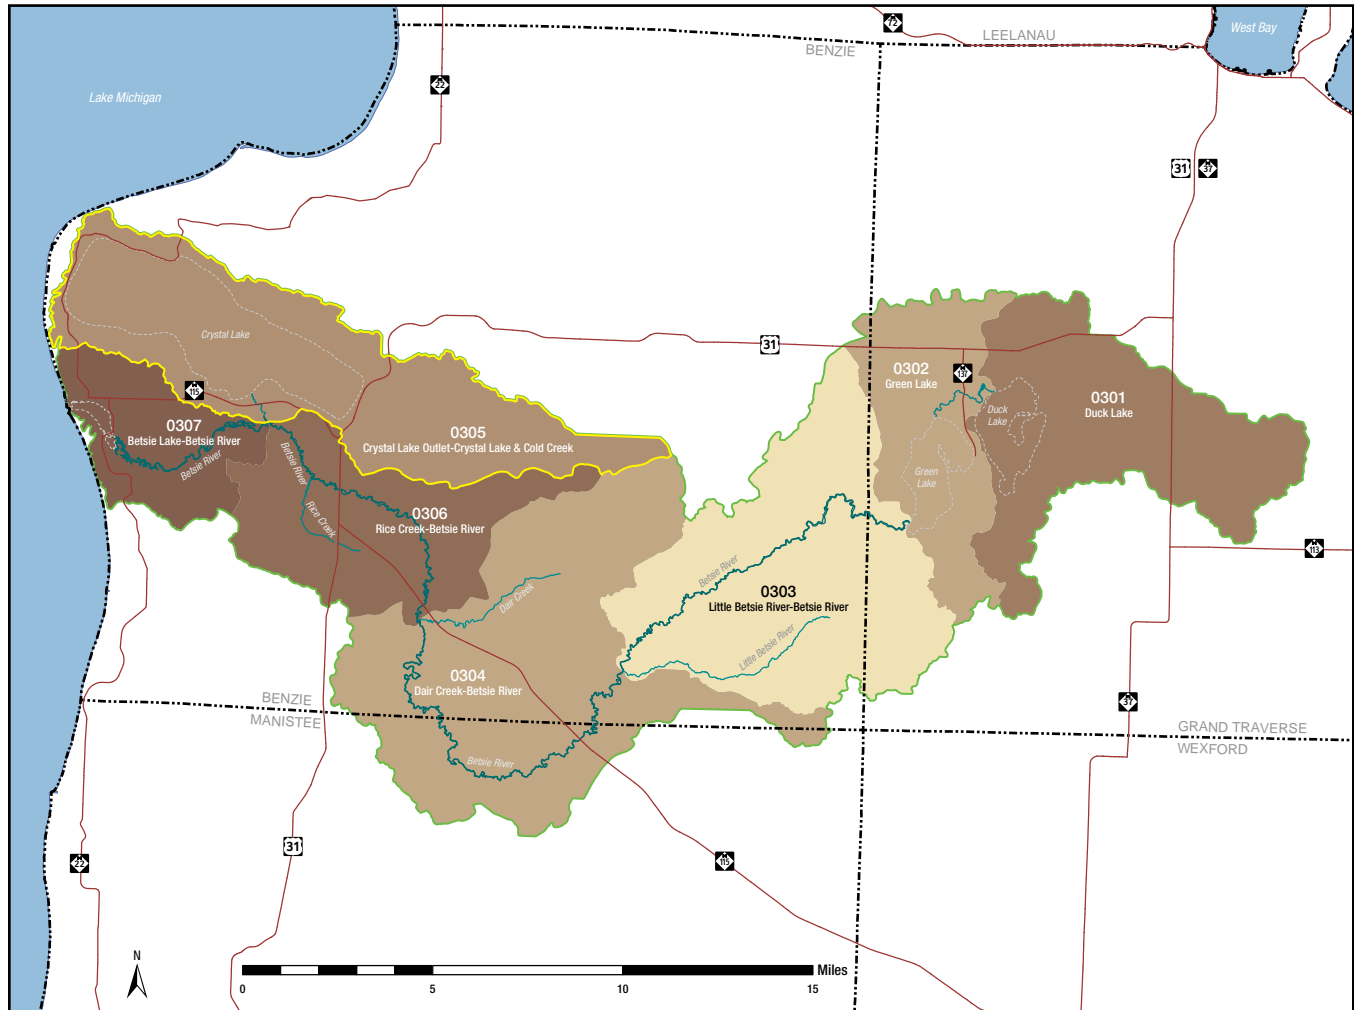 72
LEELANAU
West Bay
BENZIE
M
22
Lake Michigan
31
M
37
Crystal Lake
31
0302
Green Lake
M
137
0301
Duck Lake
Duck
Lake
M
115
0307
Betsie Lake-Betsie River
0305
Crystal Lake Outlet-Crystal Lake & Cold Creek
Betsie River
Betsie River
Green
Lake
Rice Creek
0306
Rice Creek-Betsie River
M
113
Betsie River
Dair Creek
0303
Little Betsie River-Betsie River
Little Betsie River
0304
Dair Creek-Betsie River
BENZIE
MANISTEE
M
37
GRAND TRAVERSE
WEXFORD
Betsie River
31
M
22
M
115
N
Miles
0
5
10
15